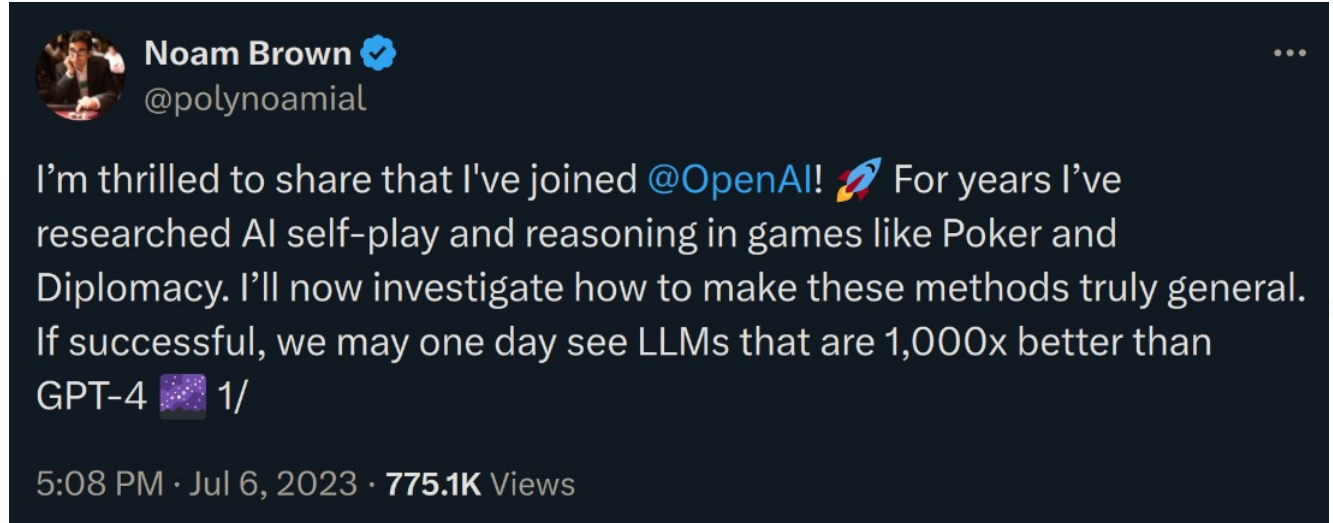 Noam Brown
@polynoamial
I’m thrilled to share that I've joined @OpenAI! 🚀 For years I’ve
researched AI self-play and reasoning in games like Poker and
Diplomacy. I’ll now investigate how to make these methods truly general.
If successful, we may one day see LLMs that are 1,000x better than
GPT-4 🌌 1/
5:08 PM · Jul 6, 2023 · 775.1K Views